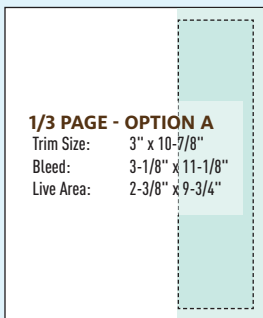 1/3 PAGE - OPTION A
Trim Size: 3" x 10-7/8"
Bleed: 3-1/8" x 11-1/8"
Live Area: 2-3/8" x 9-3/4"